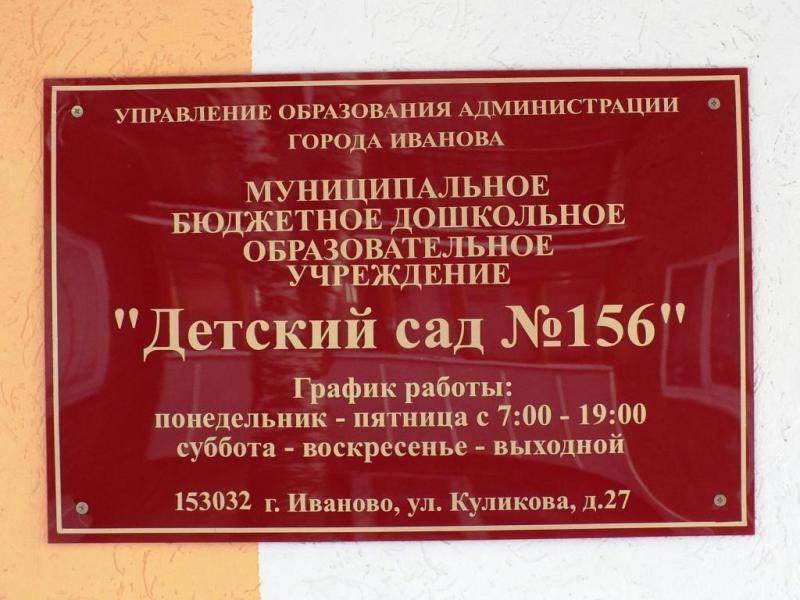 УПРАВЛЕНИЕ ОБРАЗОВАНИЯ АДМИНИСТРАЦИИ
ГОРОДА ИВАНОВА
МУНИЦИПАЛЬНОЕ
БЮДЖЕТНОЕ ДОШКОЛЬНОЕ
ОБРАЗОВАТЕЛЬНОЕ
УЧРЕЖДЕНИЕ
"Детский сад №156"
График работы:
понедельник - пятница с 7:00 - 19:00
суббота - воскресенье - выходной
153032 г. Иваново, ул. Куликова, д.27